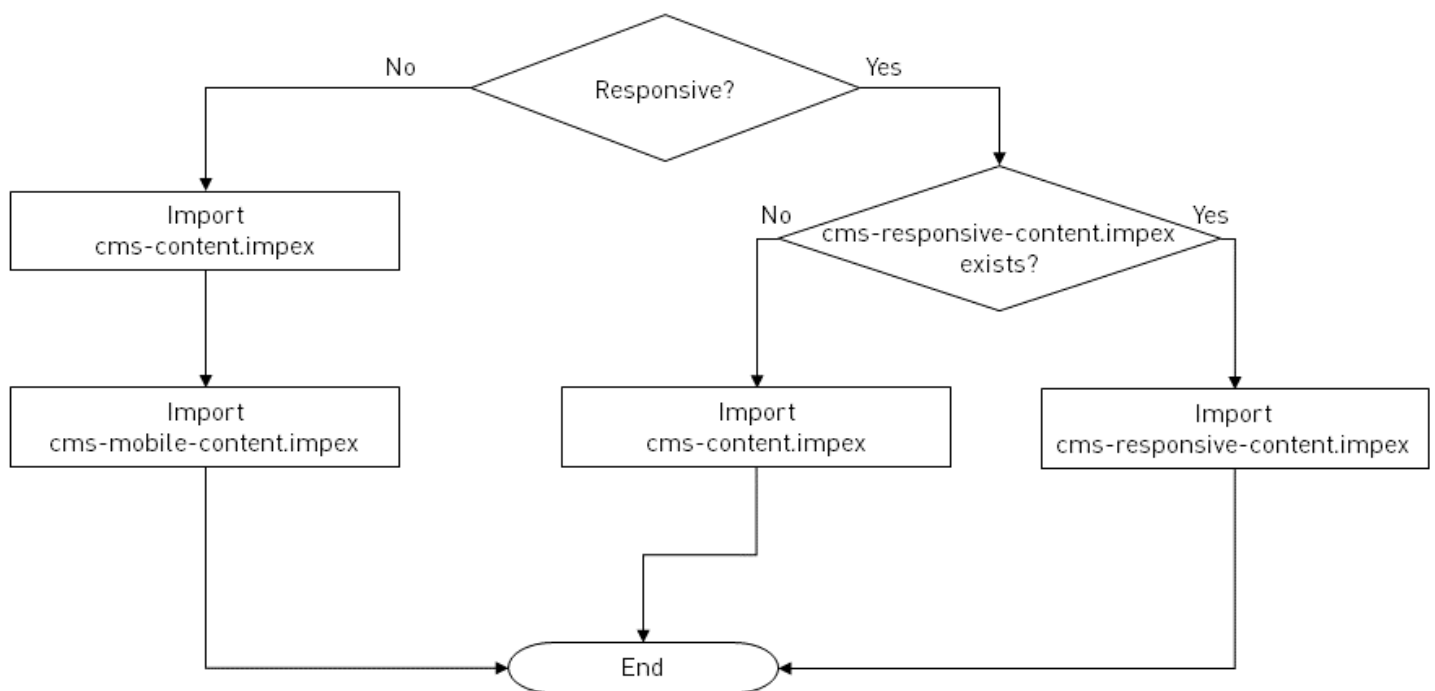 No
Responsive?
Yes
Import
cms-content.impex
No
cms-responsive-content.impex
exists?
Yes
Import
cms-mobile-content.impex
Import
cms-content.impex
Import
cms-responsive-content.impex
End